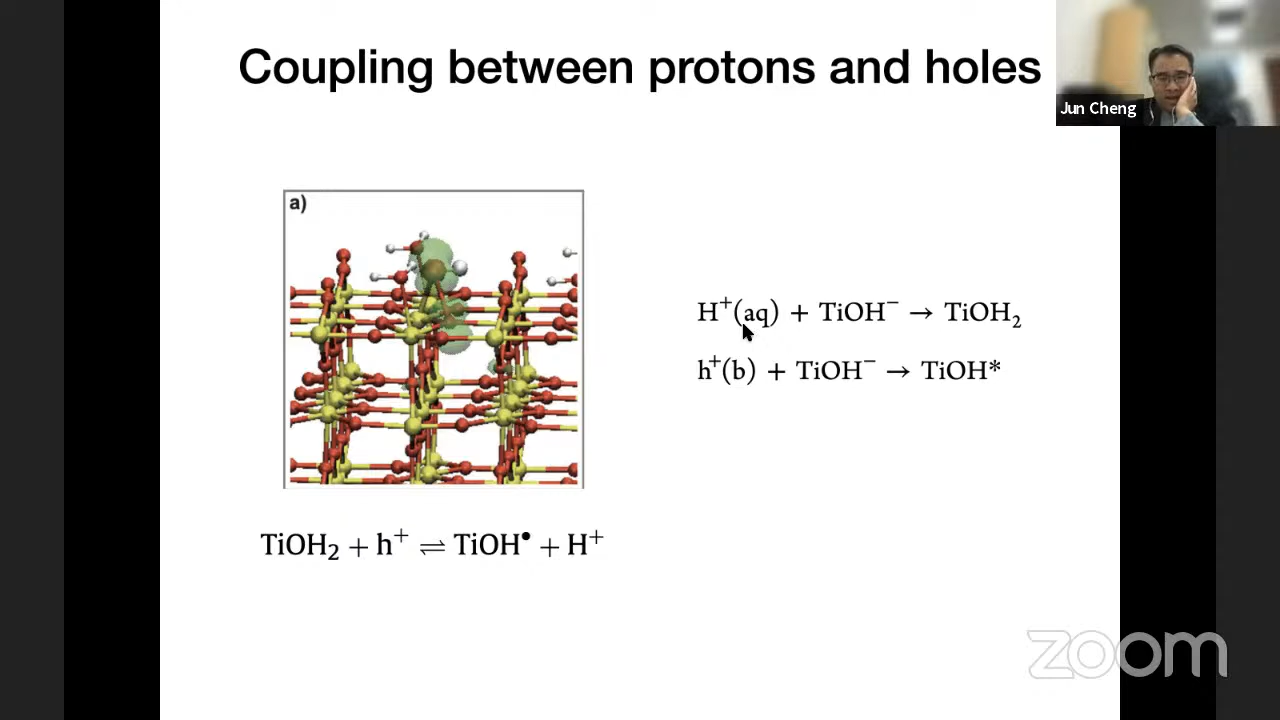 Coupling between protons and holes
Jun Cheng
a)
H⁺(aq) + TiOH⁻ → TiOH₂
h⁺(b) + TiOH⁻ → TiOH*
TiOH₂ + h⁺ ⇌ TiOH• + H⁺
zoom